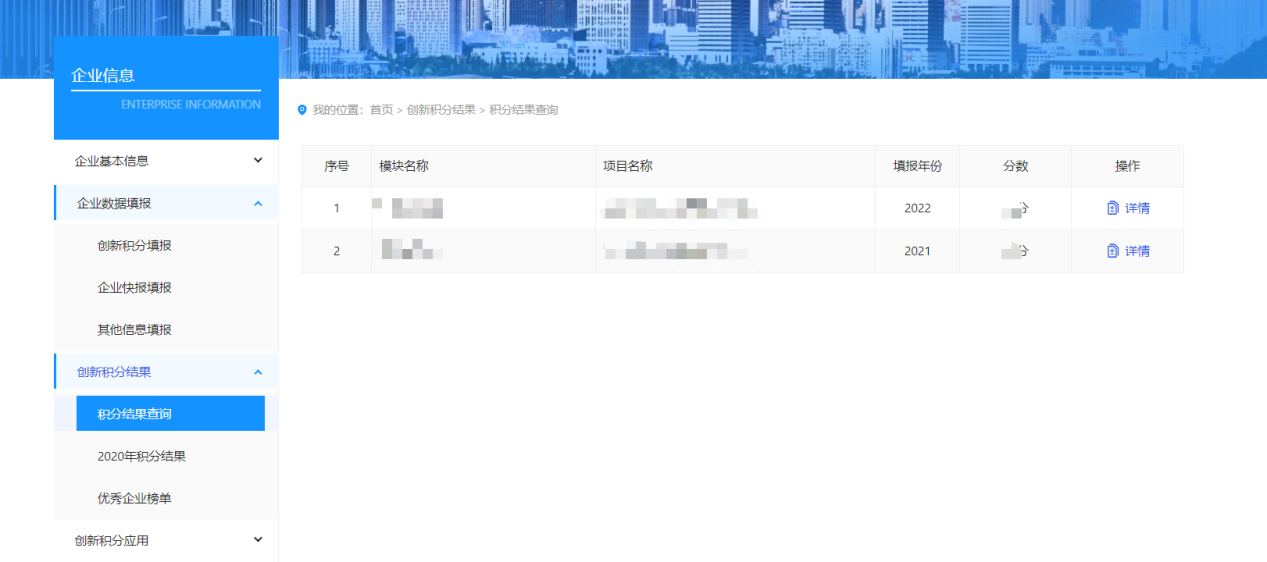 企业信息
ENTERPRISE INFORMATION
我的位置: 首页 > 创新积分结果 > 积分结果查询
企业基本信息
企业数据填报
创新积分填报
企业快报填报
其他信息填报
创新积分结果
积分结果查询
2020年积分结果
优秀企业榜单
创新积分应用
序号 模块名称 项目名称 填报年份 分数 操作
1 2022 分 详情
2 2021 分 详情